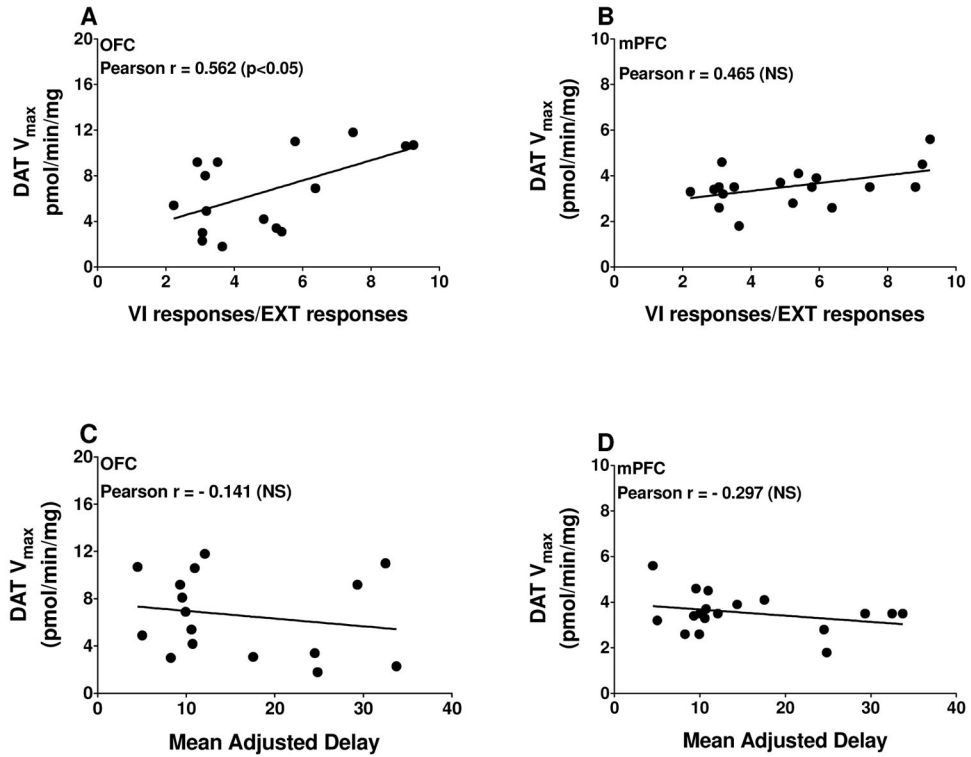 A
OFC
Pearson r = 0.562 (p<0.05)
20
16
12
8
4
0
0 2 4 6 8 10
DAT Vmax
pmol/min/mg
VI responses/EXT responses
B
mPFC
Pearson r = 0.465 (NS)
10
8
6
4
2
0
0 2 4 6 8 10
DAT Vmax
(pmol/min/mg)
VI responses/EXT responses
C
OFC
Pearson r = - 0.141 (NS)
20
16
12
8
4
0
0 10 20 30 40
DAT Vmax
(pmol/min/mg)
Mean Adjusted Delay
D
mPFC
Pearson r = - 0.297 (NS)
10
8
6
4
2
0
0 10 20 30 40
DAT Vmax
(pmol/min/mg)
Mean Adjusted Delay